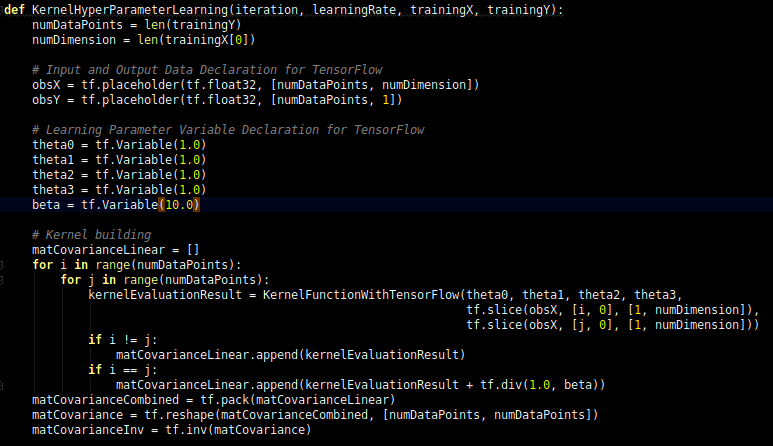 def KernelHyperParameterLearning(iteration, learningRate, trainingX, trainingY):
    numDataPoints = len(trainingY)
    numDimension = len(trainingX[0])

    # Input and Output Data Declaration for TensorFlow
    obsX = tf.placeholder(tf.float32, [numDataPoints, numDimension])
    obsY = tf.placeholder(tf.float32, [numDataPoints, 1])

    # Learning Parameter Variable Declaration for TensorFlow
    theta0 = tf.Variable(1.0)
    theta1 = tf.Variable(1.0)
    theta2 = tf.Variable(1.0)
    theta3 = tf.Variable(1.0)
    beta = tf.Variable(10.0)

    # Kernel building
    matCovarianceLinear = []
    for i in range(numDataPoints):
        for j in range(numDataPoints):
            kernelEvaluationResult = KernelFunctionWithTensorFlow(theta0, theta1, theta2, theta3,
                                                                  tf.slice(obsX, [i, 0], [1, numDimension]),
                                                                  tf.slice(obsX, [j, 0], [1, numDimension]))
            if i != j:
                matCovarianceLinear.append(kernelEvaluationResult)
            if i == j:
                matCovarianceLinear.append(kernelEvaluationResult + tf.div(1.0, beta))
    matCovarianceCombined = tf.pack(matCovarianceLinear)
    matCovariance = tf.reshape(matCovarianceCombined, [numDataPoints, numDataPoints])
    matCovarianceInv = tf.inv(matCovariance)